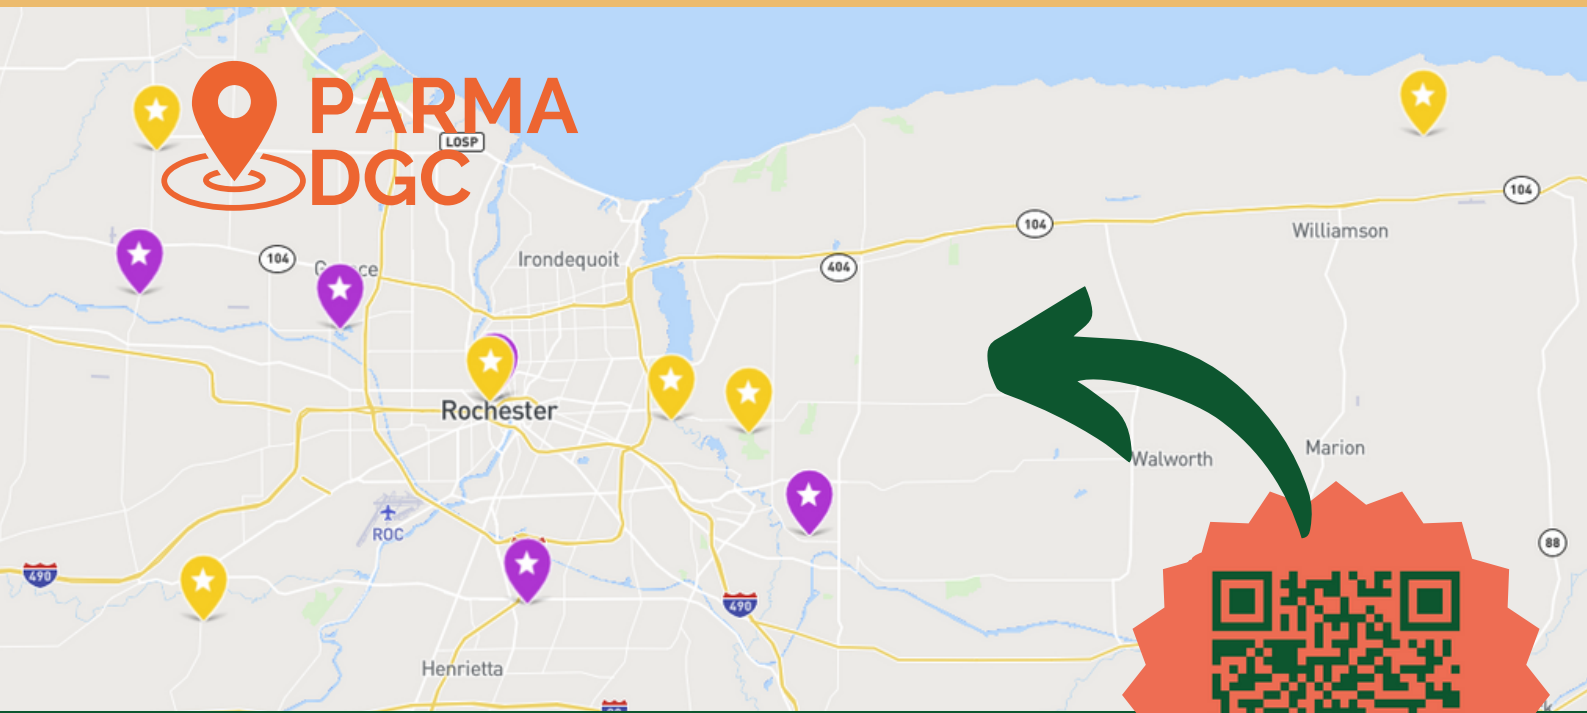 PARMA
DGC
LOSP
104
104
Williamson
104
Irondequoit
404
Rochester
Walworth
Marion
ROC
88
490
490
Henrietta